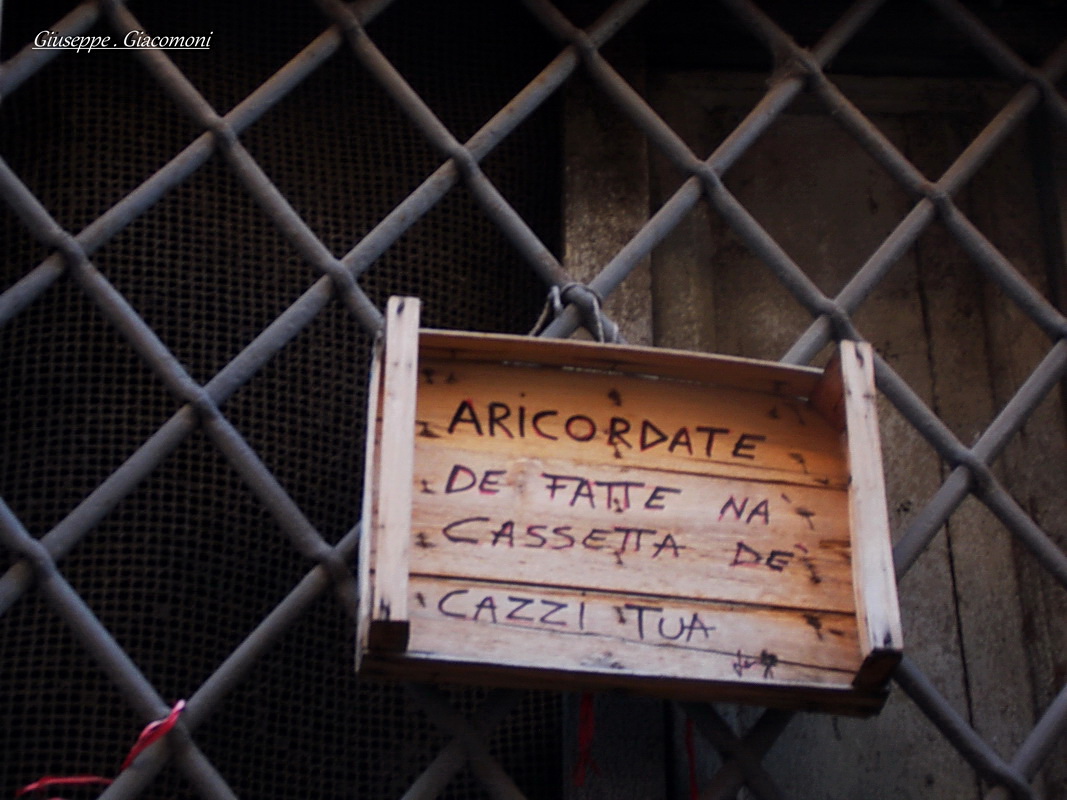 Giuseppe . Giacomoni
ARICORDATE
DE FATTE NA
CASSETTA DE
CAZZI TUA